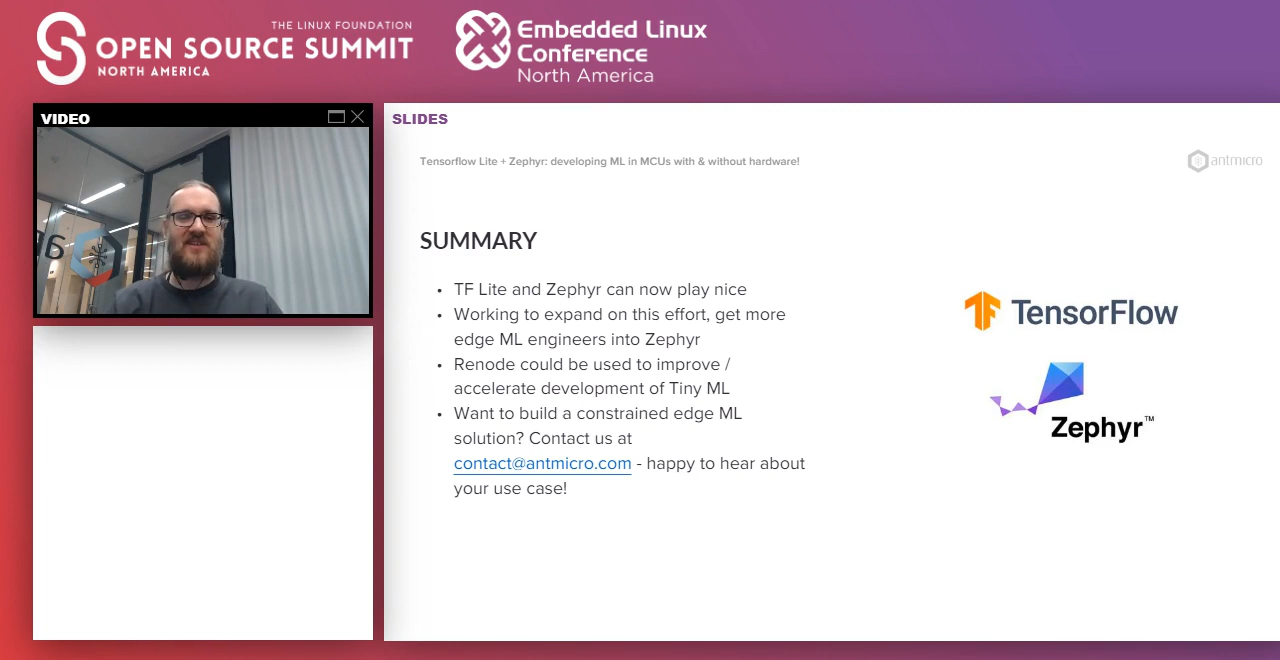 THE LINUX FOUNDATION
OPEN SOURCE SUMMIT
NORTH AMERICA
Embedded Linux
Conference
North America
VIDEO
SLIDES
Tensorflow Lite + Zephyr: developing ML in MCUs with & without hardware!
antmicro
SUMMARY
• TF Lite and Zephyr can now play nice
• Working to expand on this effort, get more
edge ML engineers into Zephyr
• Renode could be used to improve /
accelerate development of Tiny ML
• Want to build a constrained edge ML
solution? Contact us at
contact@antmicro.com - happy to hear about
your use case!
TensorFlow
Zephyr™